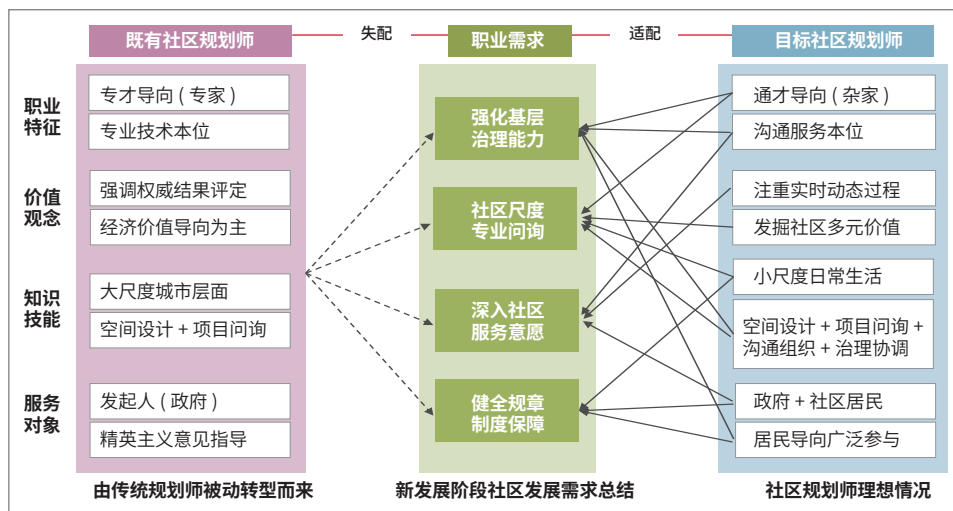 既有社区规划师
失配
职业需求
适配
目标社区规划师
职业
特征
专才导向 ( 专家 )
专业技术本位
强化基层
治理能力
通才导向 ( 杂家 )
沟通服务本位
价值
观念
强调权威结果评定
经济价值导向为主
社区尺度
专业问询
注重实时动态过程
发掘社区多元价值
知识
技能
大尺度城市层面
空间设计 + 项目问询
深入社区
服务意愿
小尺度日常生活
空间设计 + 项目问询 +
沟通组织 + 治理协调
服务
对象
发起人 ( 政府 )
精英主义意见指导
健全规章
制度保障
政府 + 社区居民
居民导向广泛参与
由传统规划师被动转型而来
新发展阶段社区发展需求总结
社区规划师理想情况